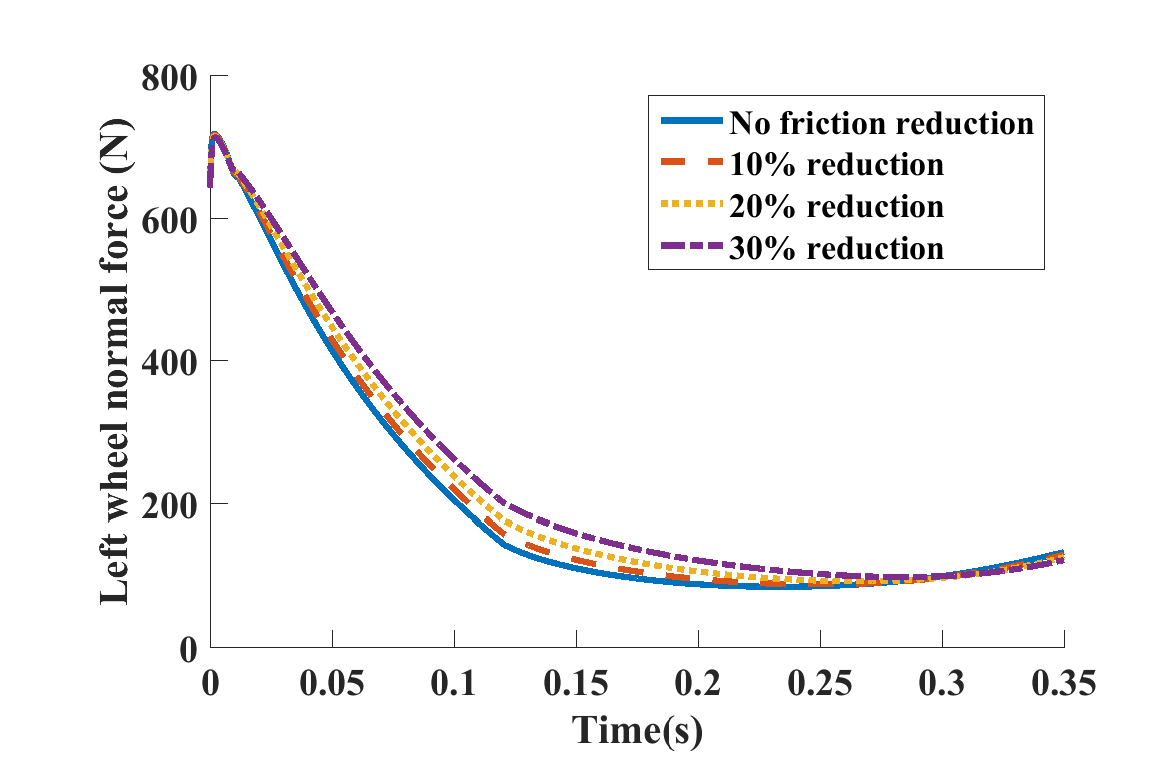 Left wheel normal force (N)
800
600
400
200
0
No friction reduction
10% reduction
20% reduction
30% reduction
0 0.05 0.1 0.15 0.2 0.25 0.3 0.35
Time(s)